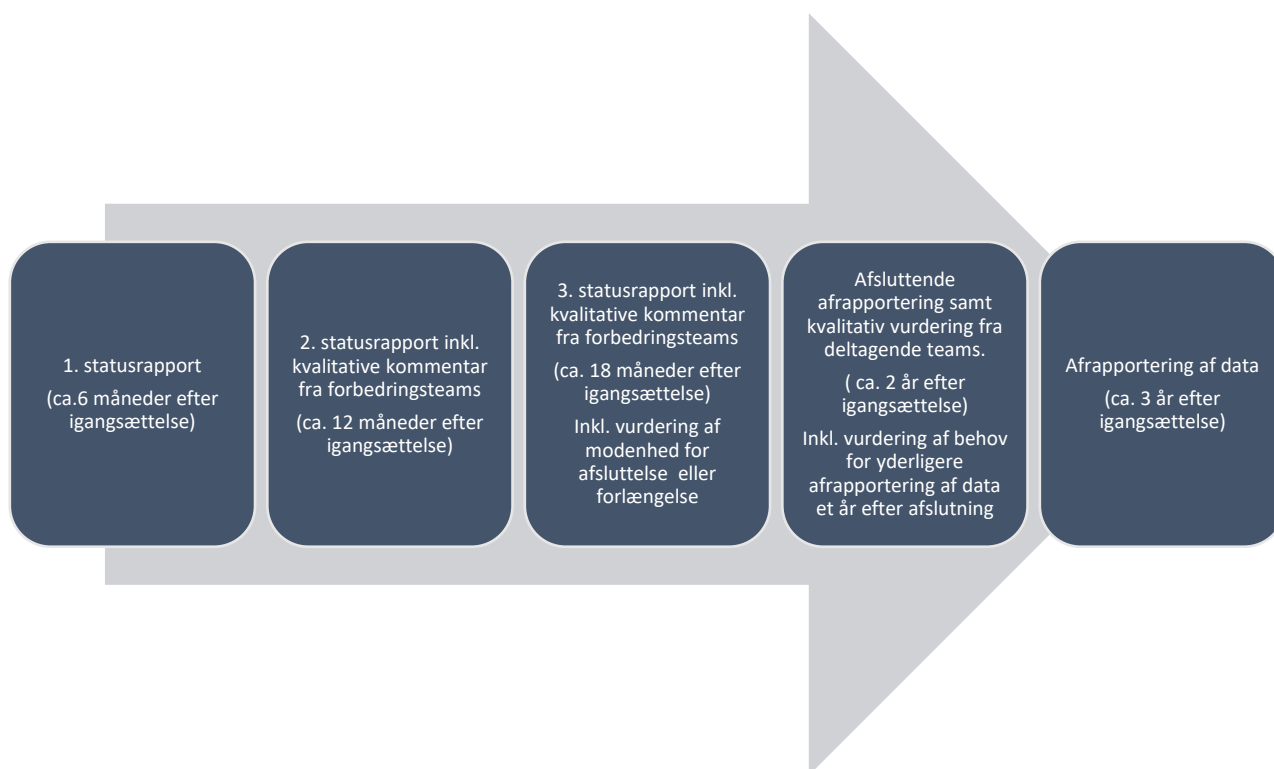 1. statusrapport
(ca.6 måneder efter
igangsættelse)
2. statusrapport inkl.
kvalitative kommentar
fra forbedringsteams
(ca. 12 måneder efter
igangsættelse)
3. statusrapport inkl.
kvalitative kommentar
fra forbedringsteams
(ca. 18 måneder efter
igangsættelse)
Inkl. vurdering af
modenhed for
afsluttelse  eller
forlængelse
Afsluttende
afrapportering samt
kvalitativ vurdering fra
deltagende teams.
( ca. 2 år efter
igangsættelse)
Inkl. vurdering af behov
for yderligere
afrapportering af data
et år efter afslutning
Afrapportering af data
(ca. 3 år efter
igangsættelse)